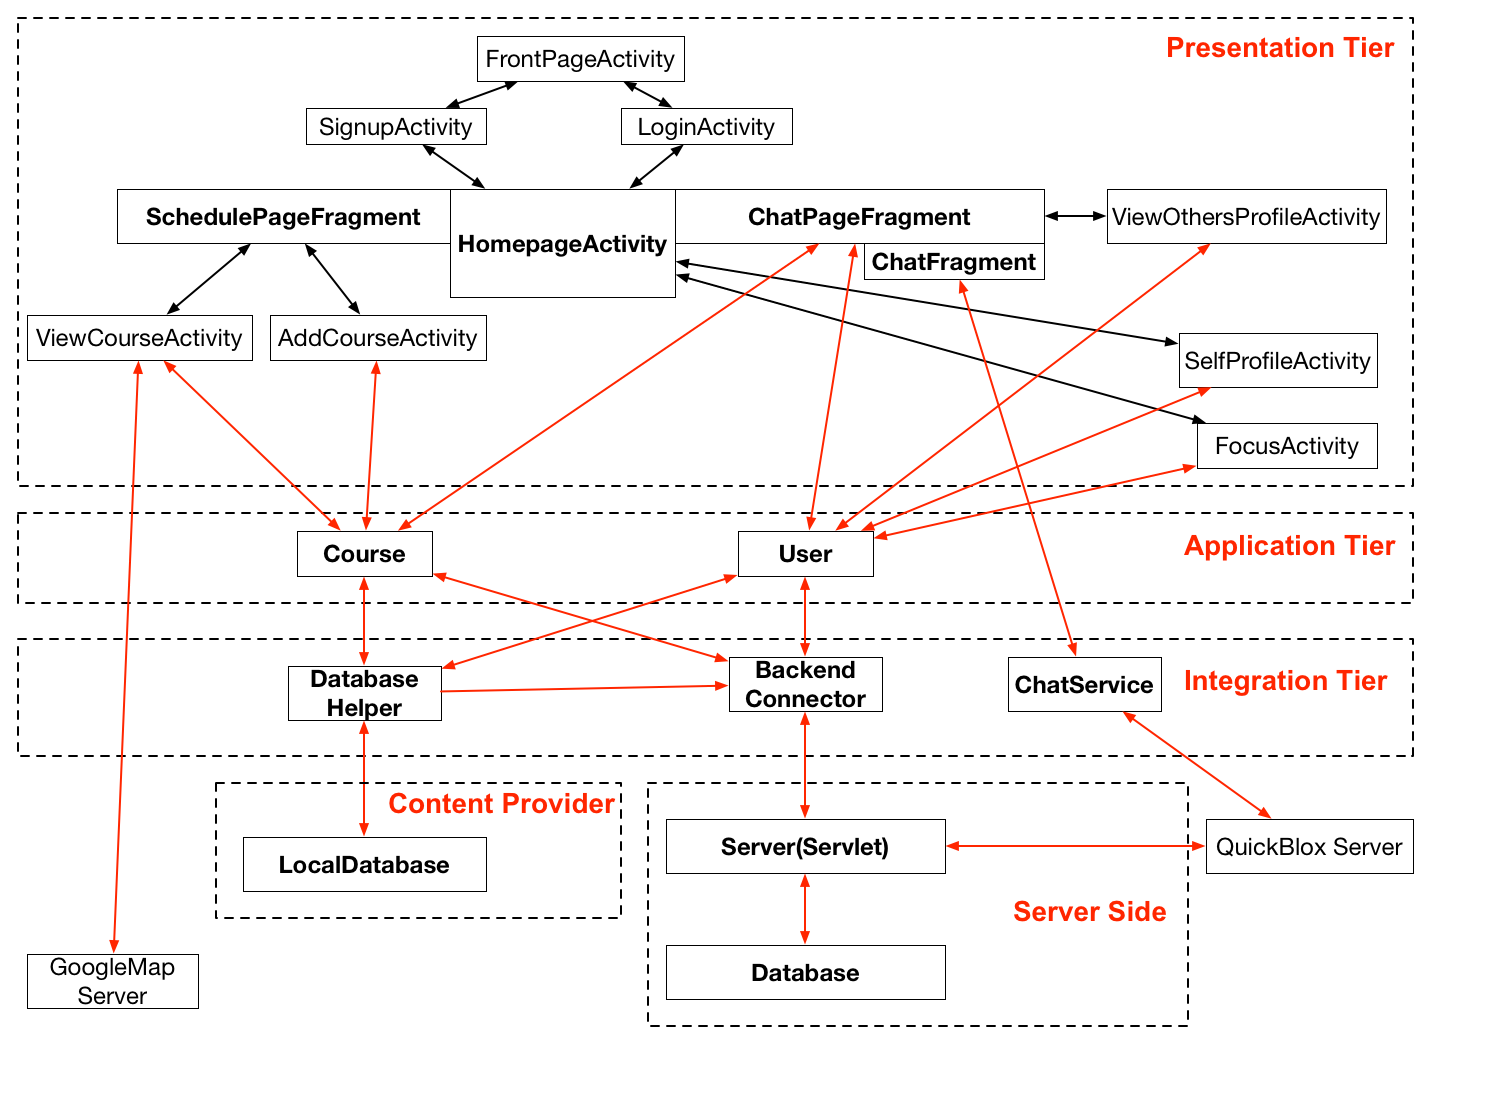 Presentation Tier
FrontPageActivity
SignupActivity
LoginActivity
SchedulePageFragment
HomepageActivity
ChatPageFragment
ViewOthersProfileActivity
ChatFragment
ViewCourseActivity
AddCourseActivity
SelfProfileActivity
FocusActivity
Course
User
Application Tier
Database
Helper
Backend
Connector
ChatService
Integration Tier
Content Provider
LocalDatabase
Server(Servlet)
QuickBlox Server
Server Side
Database
GoogleMap
Server